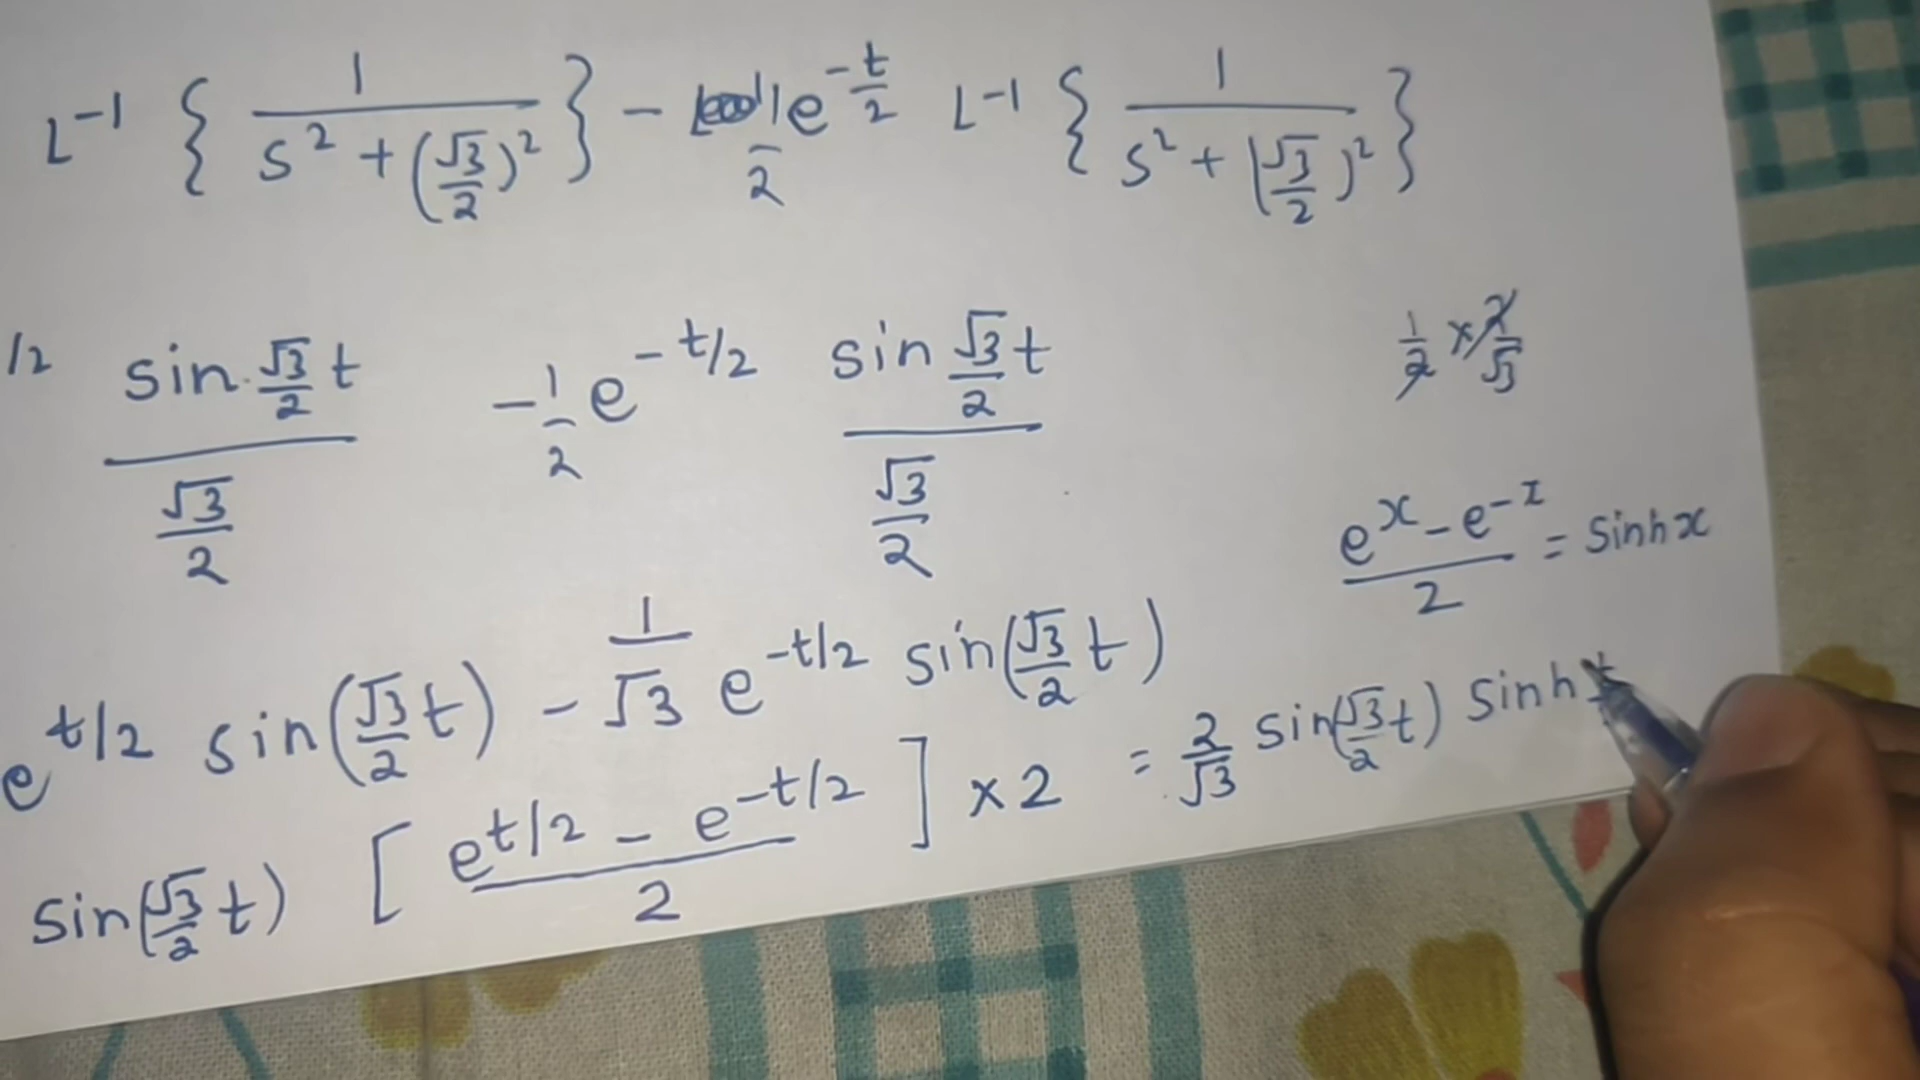 L⁻¹ { 1 / (s² + (√3/2)²) } - 1/2 e^(-t/2) L⁻¹ { 1 / (s² + (√3/2)²) }
/2 sin √3/2 t / (√3/2) - 1/2 e^(-t/2) sin √3/2 t / (√3/2)
1/2 × 2/√3
(e^x - e^-x)/2 = sinhx
e^(t/2) sin(√3/2 t) - 1/√3 e^(-t/2) sin(√3/2 t)
sin(√3/2 t) [ (e^(t/2) - e^(-t/2))/2 ] × 2 = 2/√3 sin(√3/2 t) sinh t